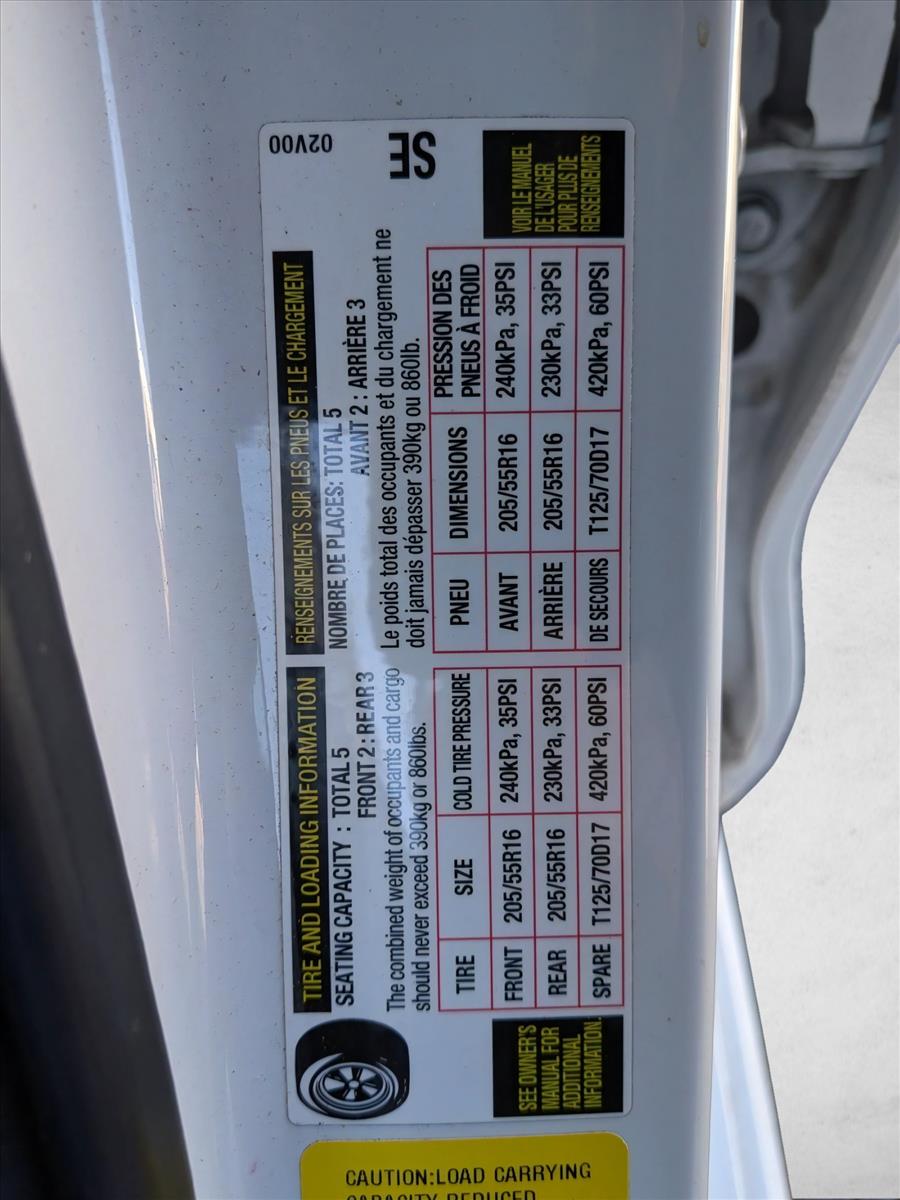 TIRE AND LOADING INFORMATION
SEATING CAPACITY : TOTAL 5
FRONT 2 : REAR 3
The combined weight of occupants and cargo
should never exceed 390kg or 860lbs.
TIRE SIZE COLD TIRE PRESSURE
FRONT 205/55R16 240kPa, 35PSI
REAR 205/55R16 230kPa, 33PSI
SPARE T125/70D17 420kPa, 60PSI
SEE OWNER'S
MANUAL FOR
ADDITIONAL
INFORMATION.
RENSEIGNEMENTS SUR LES PNEUS ET LE CHARGEMENT
NOMBRE DE PLACES: TOTAL 5
AVANT 2 : ARRIÈRE 3
Le poids total des occupants et du chargement ne
doit jamais dépasser 390kg ou 860lb.
PNEU DIMENSIONS PRESSION DES
PNEUS À FROID
AVANT 205/55R16 240kPa, 35PSI
ARRIÈRE 205/55R16 230kPa, 33PSI
DE SECOURS T125/70D17 420kPa, 60PSI
VOIR LE MANUEL
DE L'USAGER
POUR PLUS DE
RENSEIGNEMENTS
02V00
SE
CAUTION:LOAD CARRYING
CAPACITY REDUCED